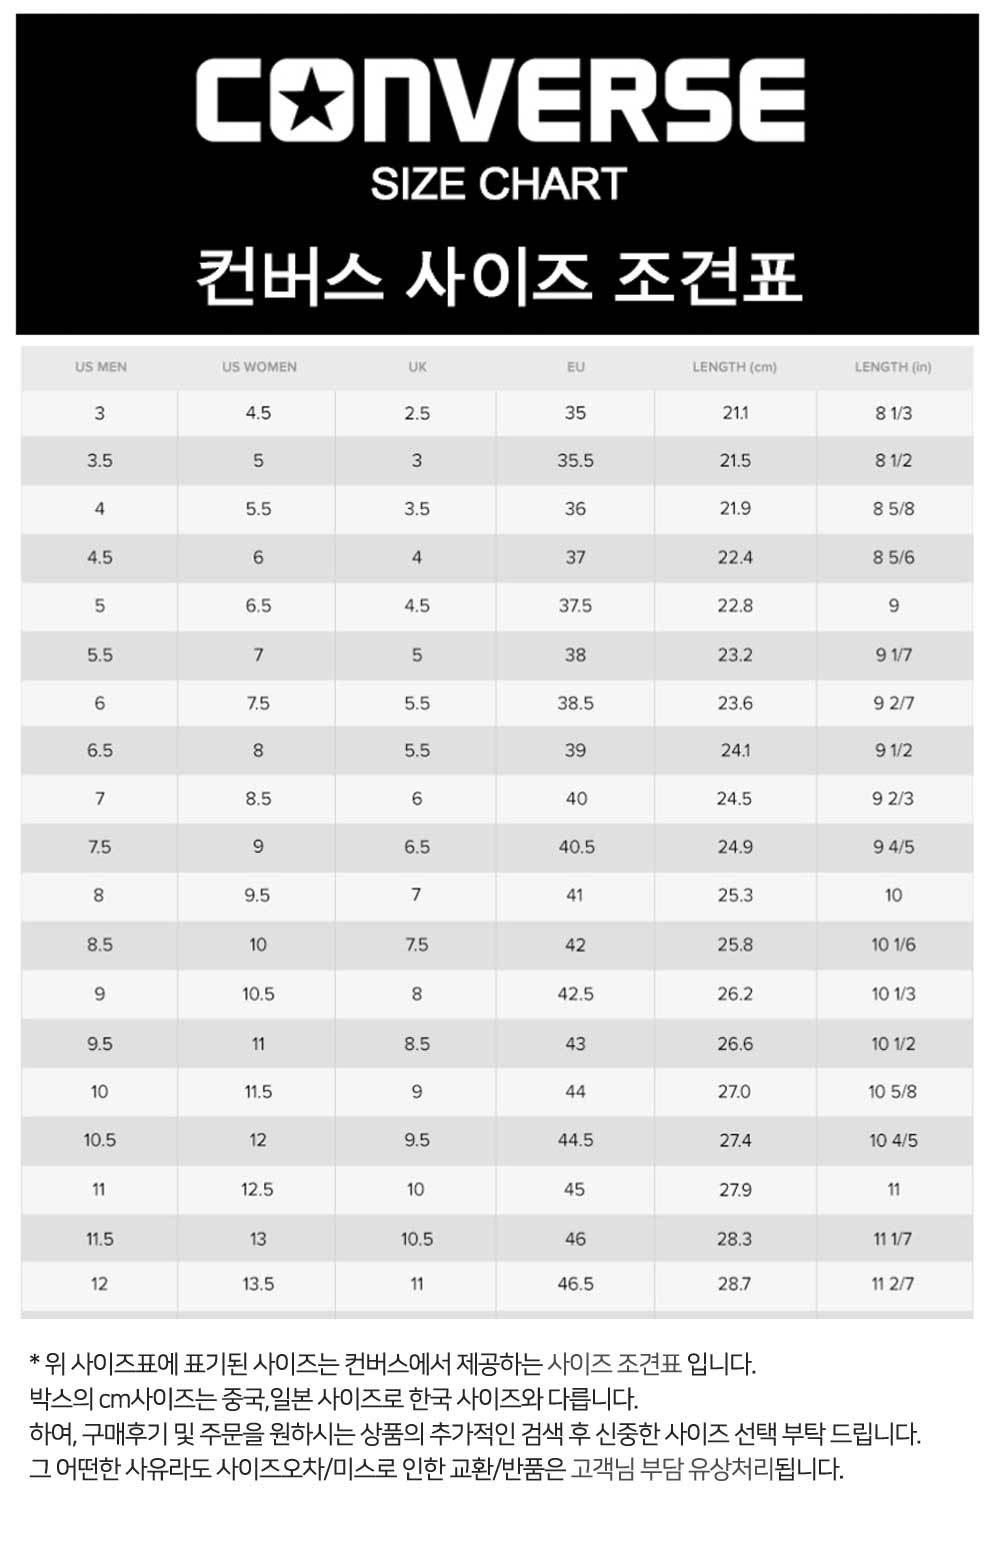 CONVERSE
SIZE CHART
컨버스 사이즈 조견표
US MEN US WOMEN UK EU LENGTH (cm) LENGTH (in)
3 4.5 2.5 35 21.1 8 1/3
3.5 5 3 35.5 21.5 8 1/2
4 5.5 3.5 36 21.9 8 5/8
4.5 6 4 37 22.4 8 5/6
5 6.5 4.5 37.5 22.8 9
5.5 7 5 38 23.2 9 1/7
6 7.5 5.5 38.5 23.6 9 2/7
6.5 8 5.5 39 24.1 9 1/2
7 8.5 6 40 24.5 9 2/3
7.5 9 6.5 40.5 24.9 9 4/5
8 9.5 7 41 25.3 10
8.5 10 7.5 42 25.8 10 1/6
9 10.5 8 42.5 26.2 10 1/3
9.5 11 8.5 43 26.6 10 1/2
10 11.5 9 44 27.0 10 5/8
10.5 12 9.5 44.5 27.4 10 4/5
11 12.5 10 45 27.9 11
11.5 13 10.5 46 28.3 11 1/7
12 13.5 11 46.5 28.7 11 2/7
* 위 사이즈표에 표기된 사이즈는 컨버스에서 제공하는 사이즈 조견표 입니다.
박스의 cm사이즈는 중국,일본 사이즈로 한국 사이즈와 다릅니다.
하여, 구매후기 및 주문을 원하시는 상품의 추가적인 검색 후 신중한 사이즈 선택 부탁 드립니다.
그 어떤한 사유라도 사이즈오차/미스로 인한 교환/반품은 고객님 부담 유상처리됩니다.